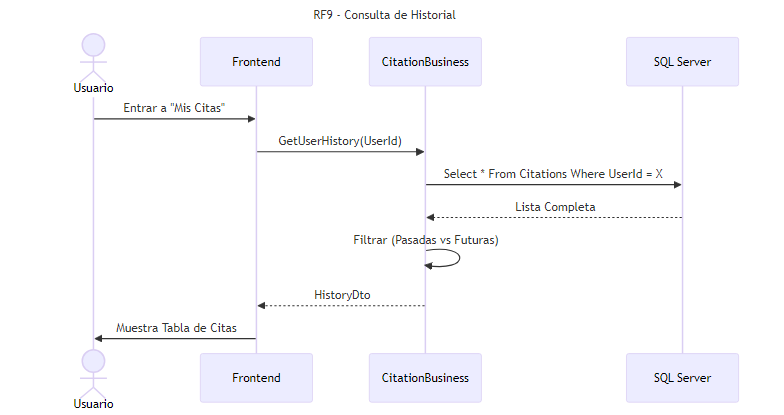 RF9 - Consulta de Historial
Usuario
Frontend
CitationBusiness
SQL Server
Entrar a "Mis Citas"
GetUserHistory(UserId)
Select * From Citations Where UserId = X
Lista Completa
Filtrar (Pasadas vs Futuras)
HistoryDto
Muestra Tabla de Citas
Usuario
Frontend
CitationBusiness
SQL Server